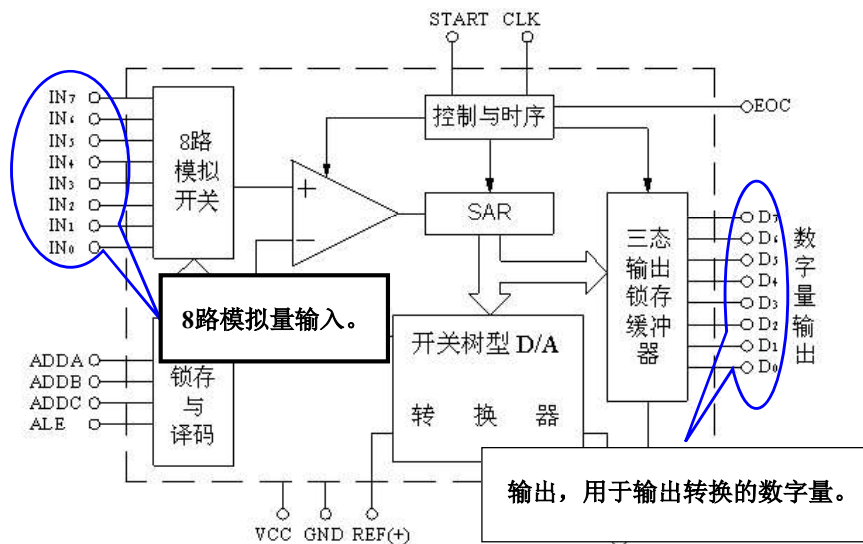 START CLK
IN7
IN6
IN5
IN4
IN3
IN2
IN1
IN0
8路
模拟
开关
控制与时序
EOC
+
−
SAR
三态
输出
锁存
缓冲
器
D7
D6
D5
D4
D3
D2
D1
D0
数
字
量
输
出
8路模拟量输入。
开关树型 D/A
转 换 器
ADDA
ADDB
ADDC
ALE
锁存
与
译码
输出，用于输出转换的数字量。
VCC GND REF(+)